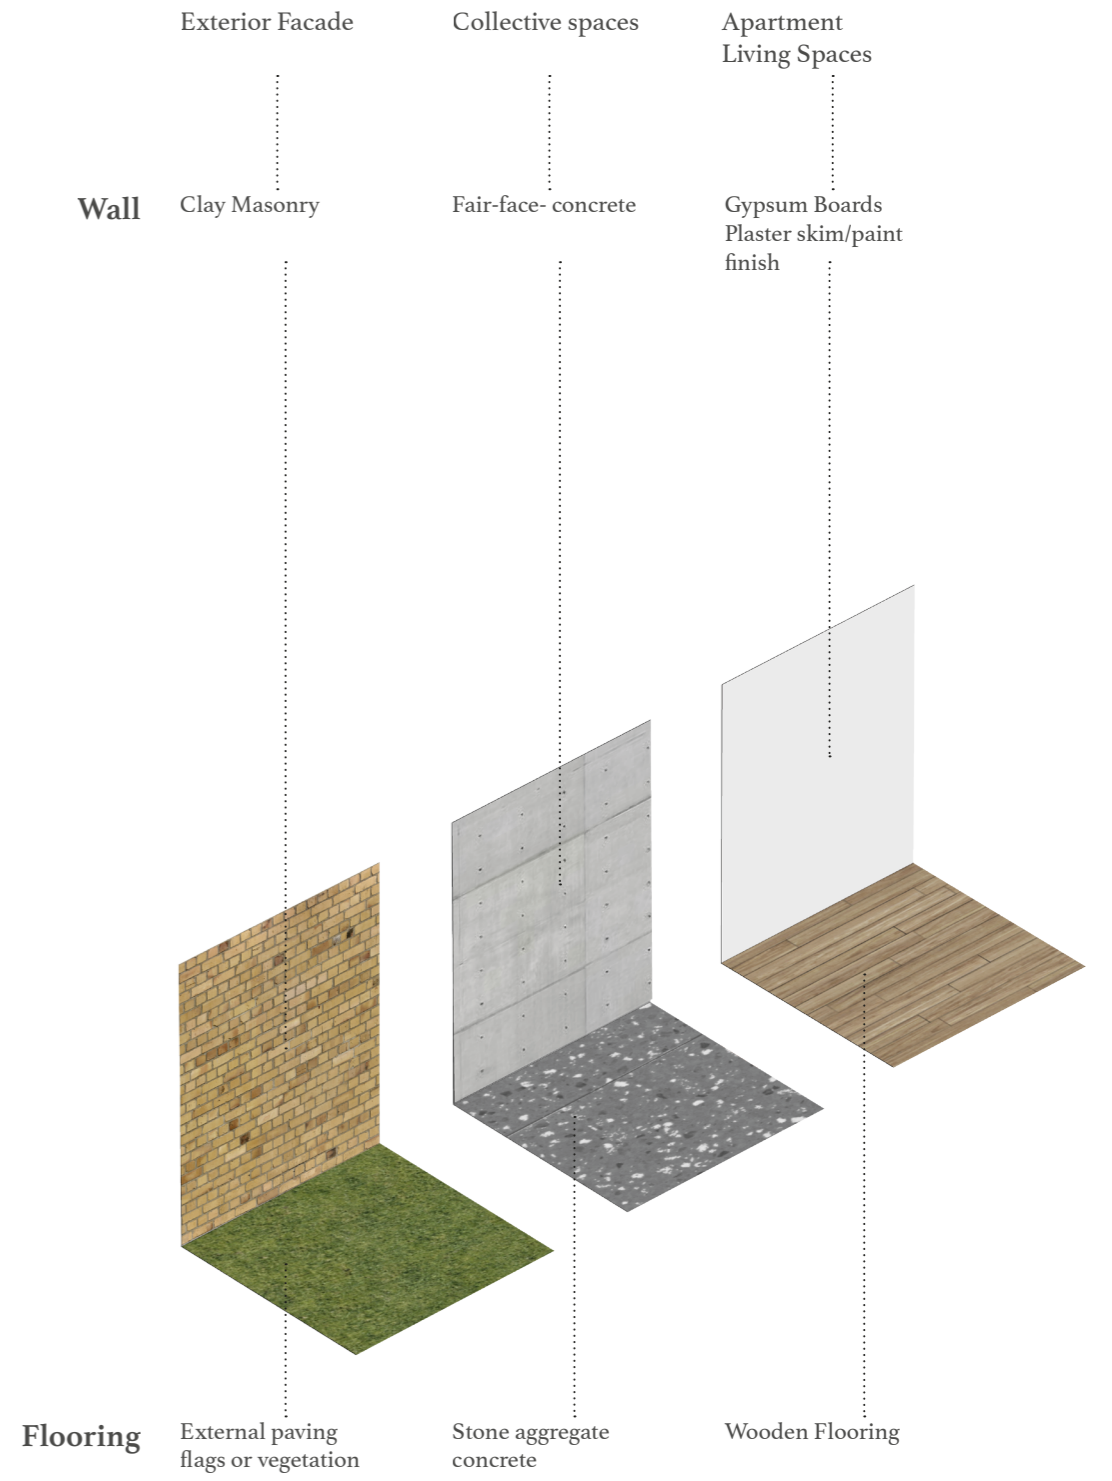 Exterior Facade
Collective spaces
Apartment
Living Spaces
Wall
Clay Masonry
Fair-face- concrete
Gypsum Boards
Plaster skim/paint
finish
Flooring
External paving
flags or vegetation
Stone aggregate
concrete
Wooden Flooring